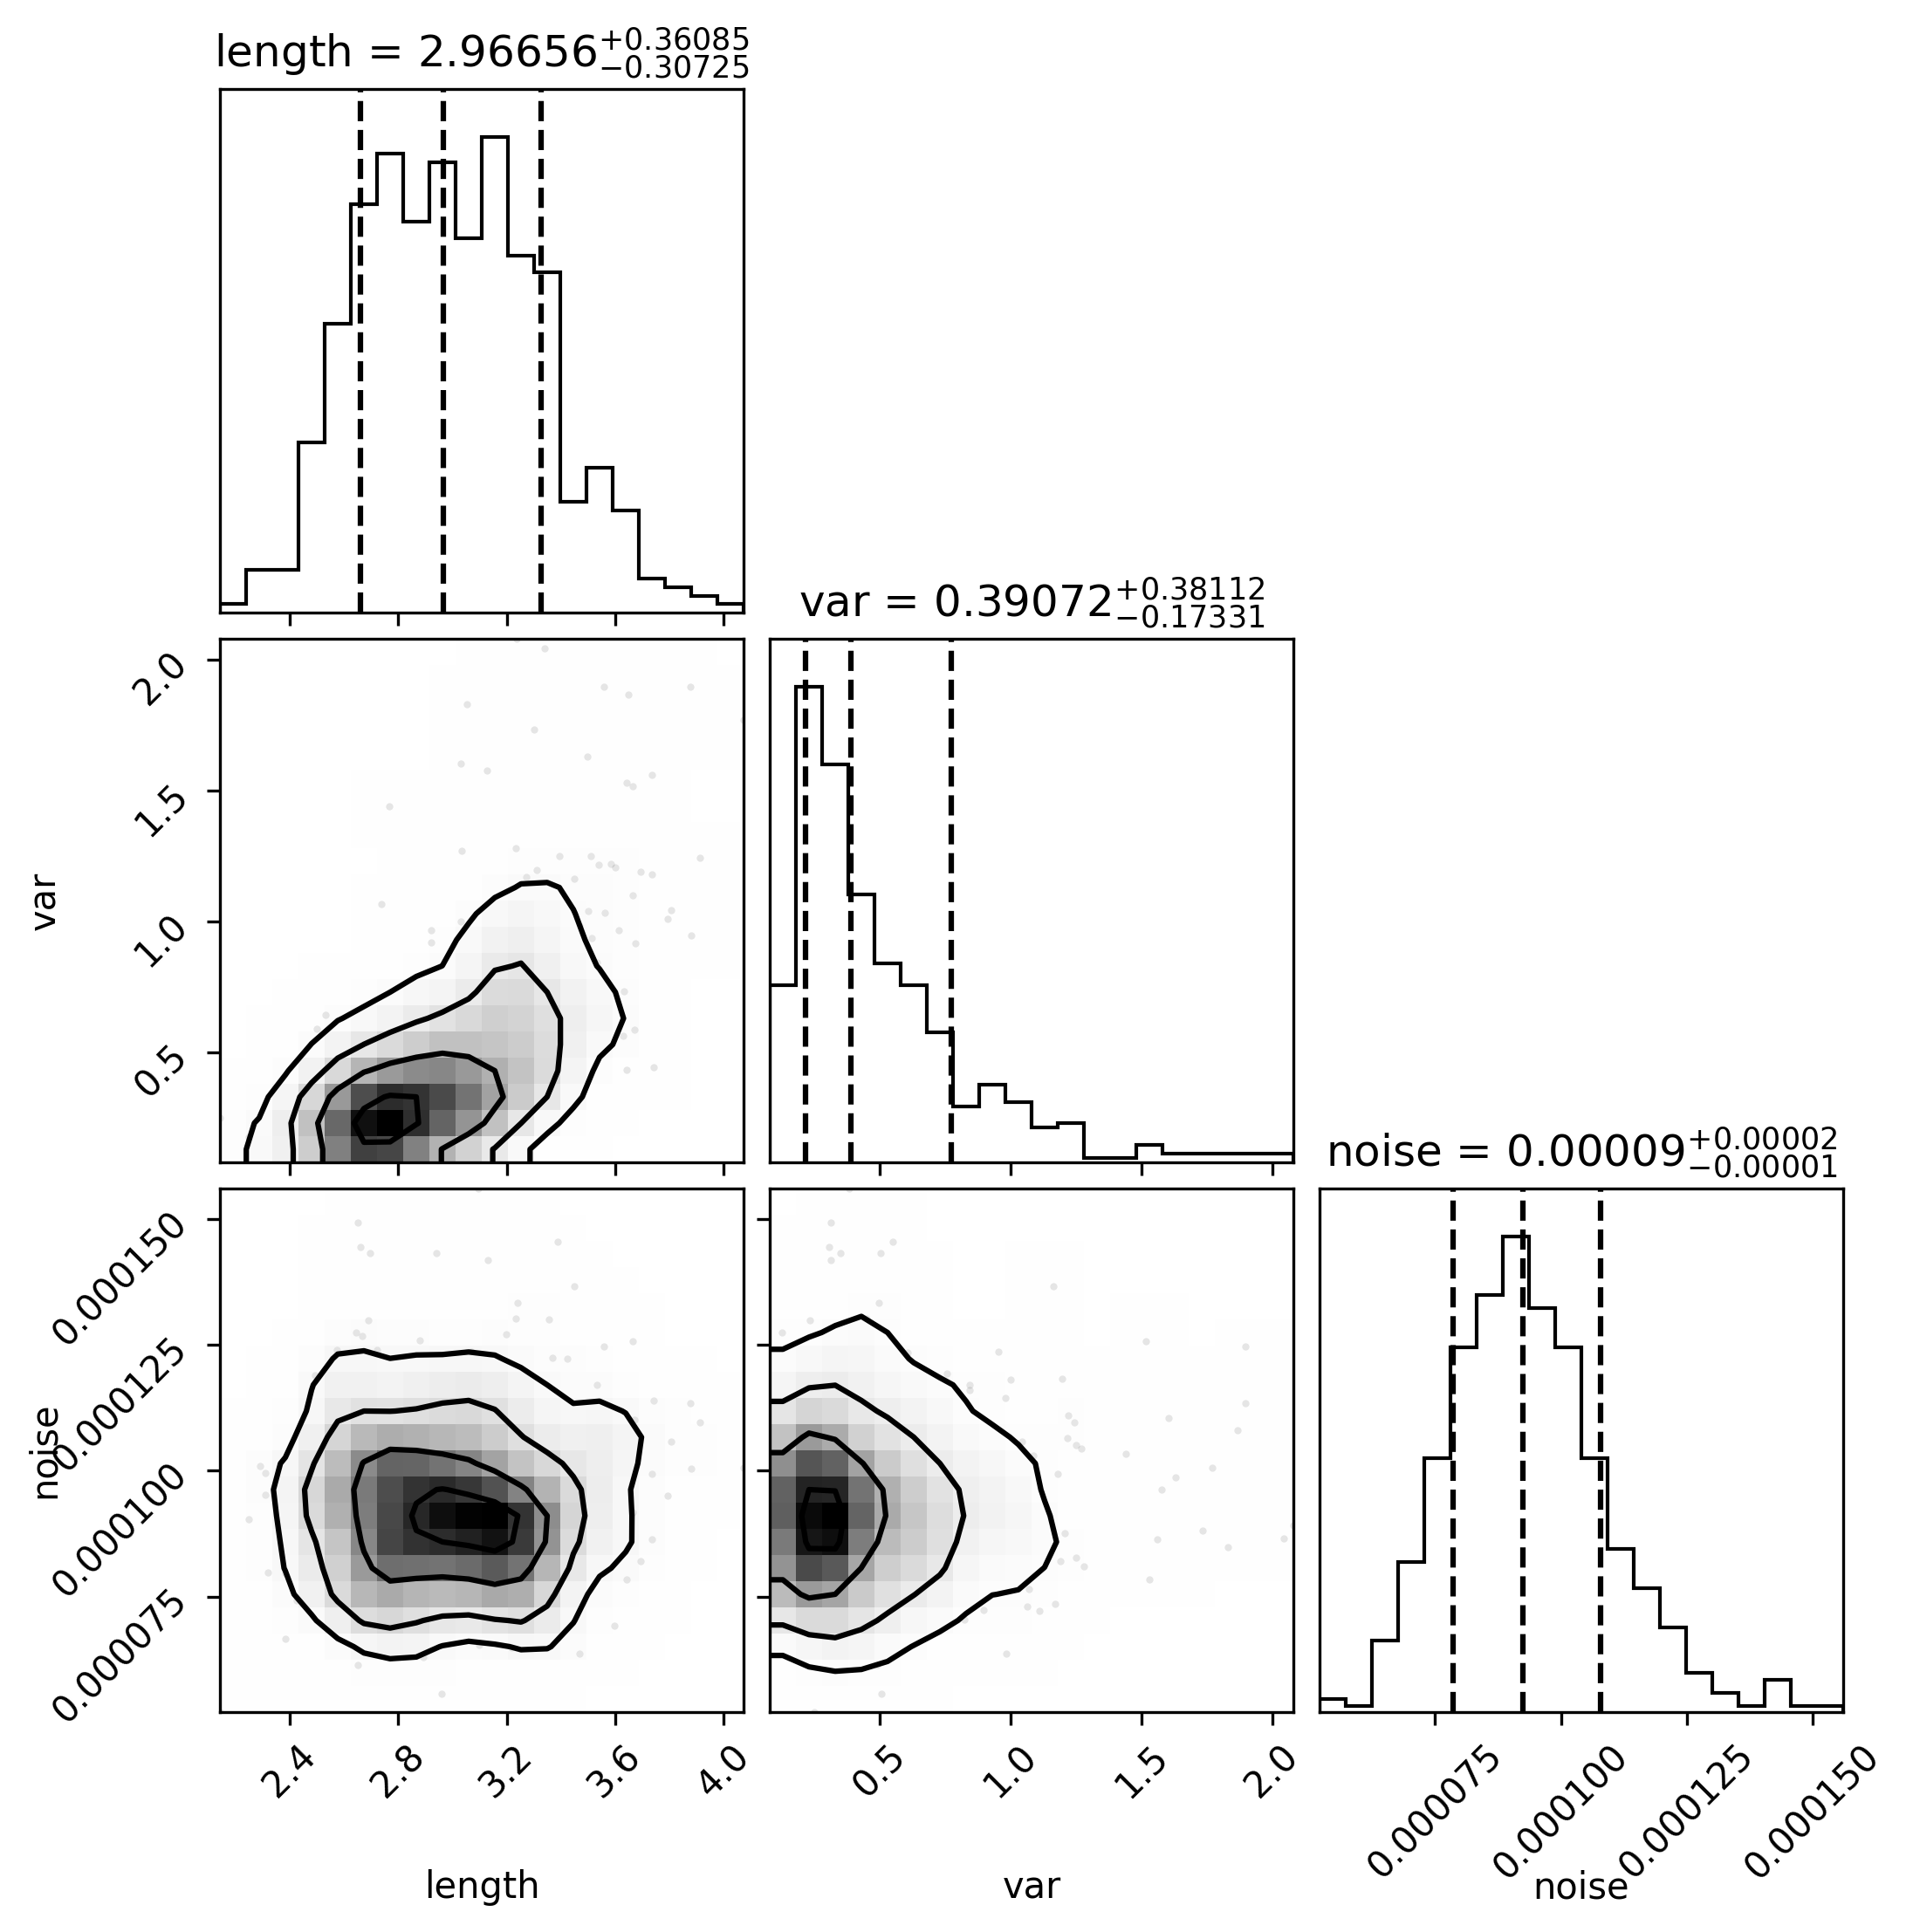 length = 2.96656+0.36085−0.30725
var = 0.39072+0.38112−0.17331
2.0
1.5
1.0
0.5
var
noise = 0.00009+0.00002−0.00001
0.000150
0.000125
0.000100
0.000075
noise
2.4 2.8 3.2 3.6 4.0
0.5 1.0 1.5 2.0
0.000075 0.000100 0.000125 0.000150
length
var
noise